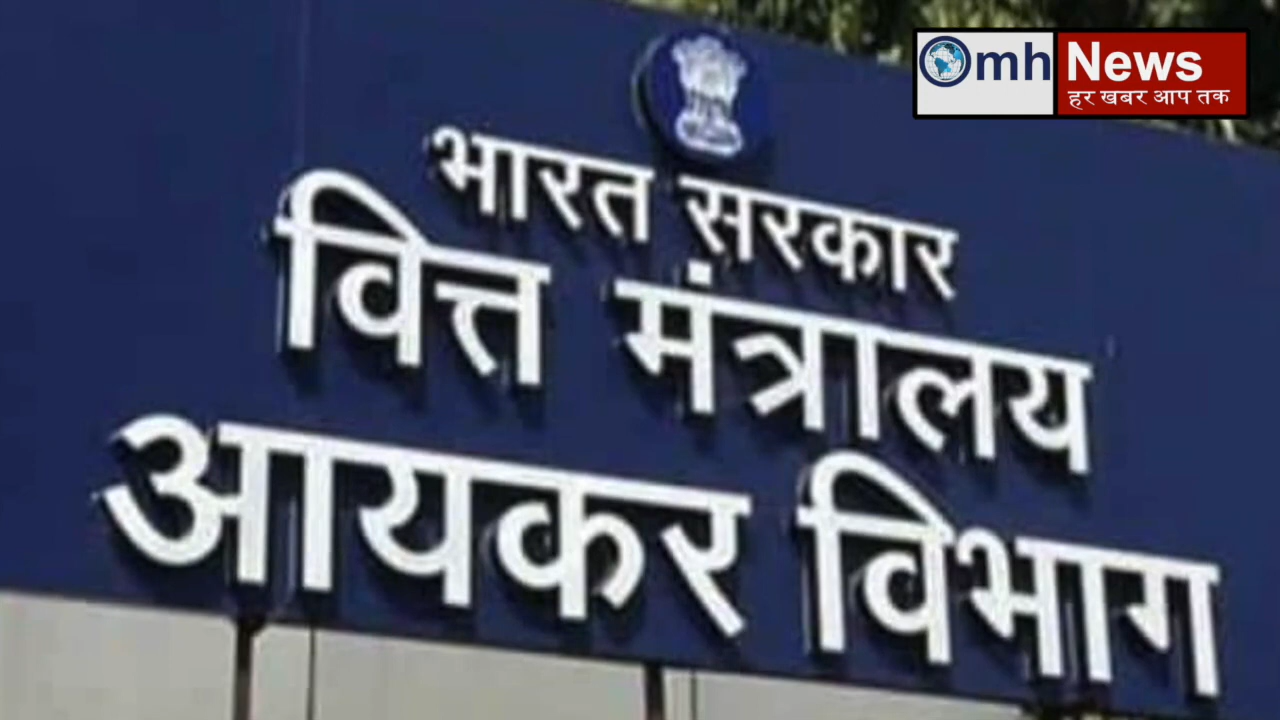 Omh News
हर खबर आप तक
भारत सरकार
वित्त मंत्रालय
आयकर विभाग